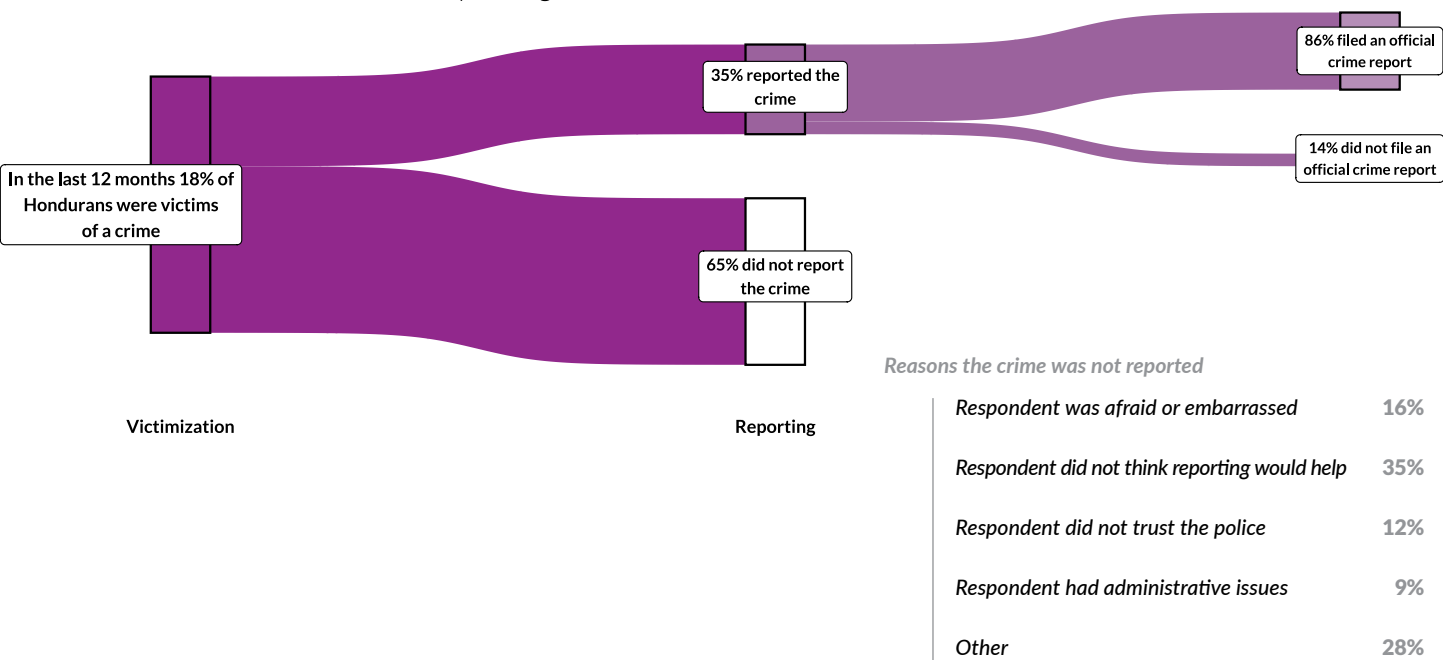 86% filed an official
crime report
35% reported the
crime
14% did not file an
official crime report
In the last 12 months 18% of
Hondurans were victims
of a crime
65% did not report
the crime
Victimization
Reporting
Reasons the crime was not reported
Respondent was afraid or embarrassed 16%
Respondent did not think reporting would help 35%
Respondent did not trust the police 12%
Respondent had administrative issues 9%
Other 28%